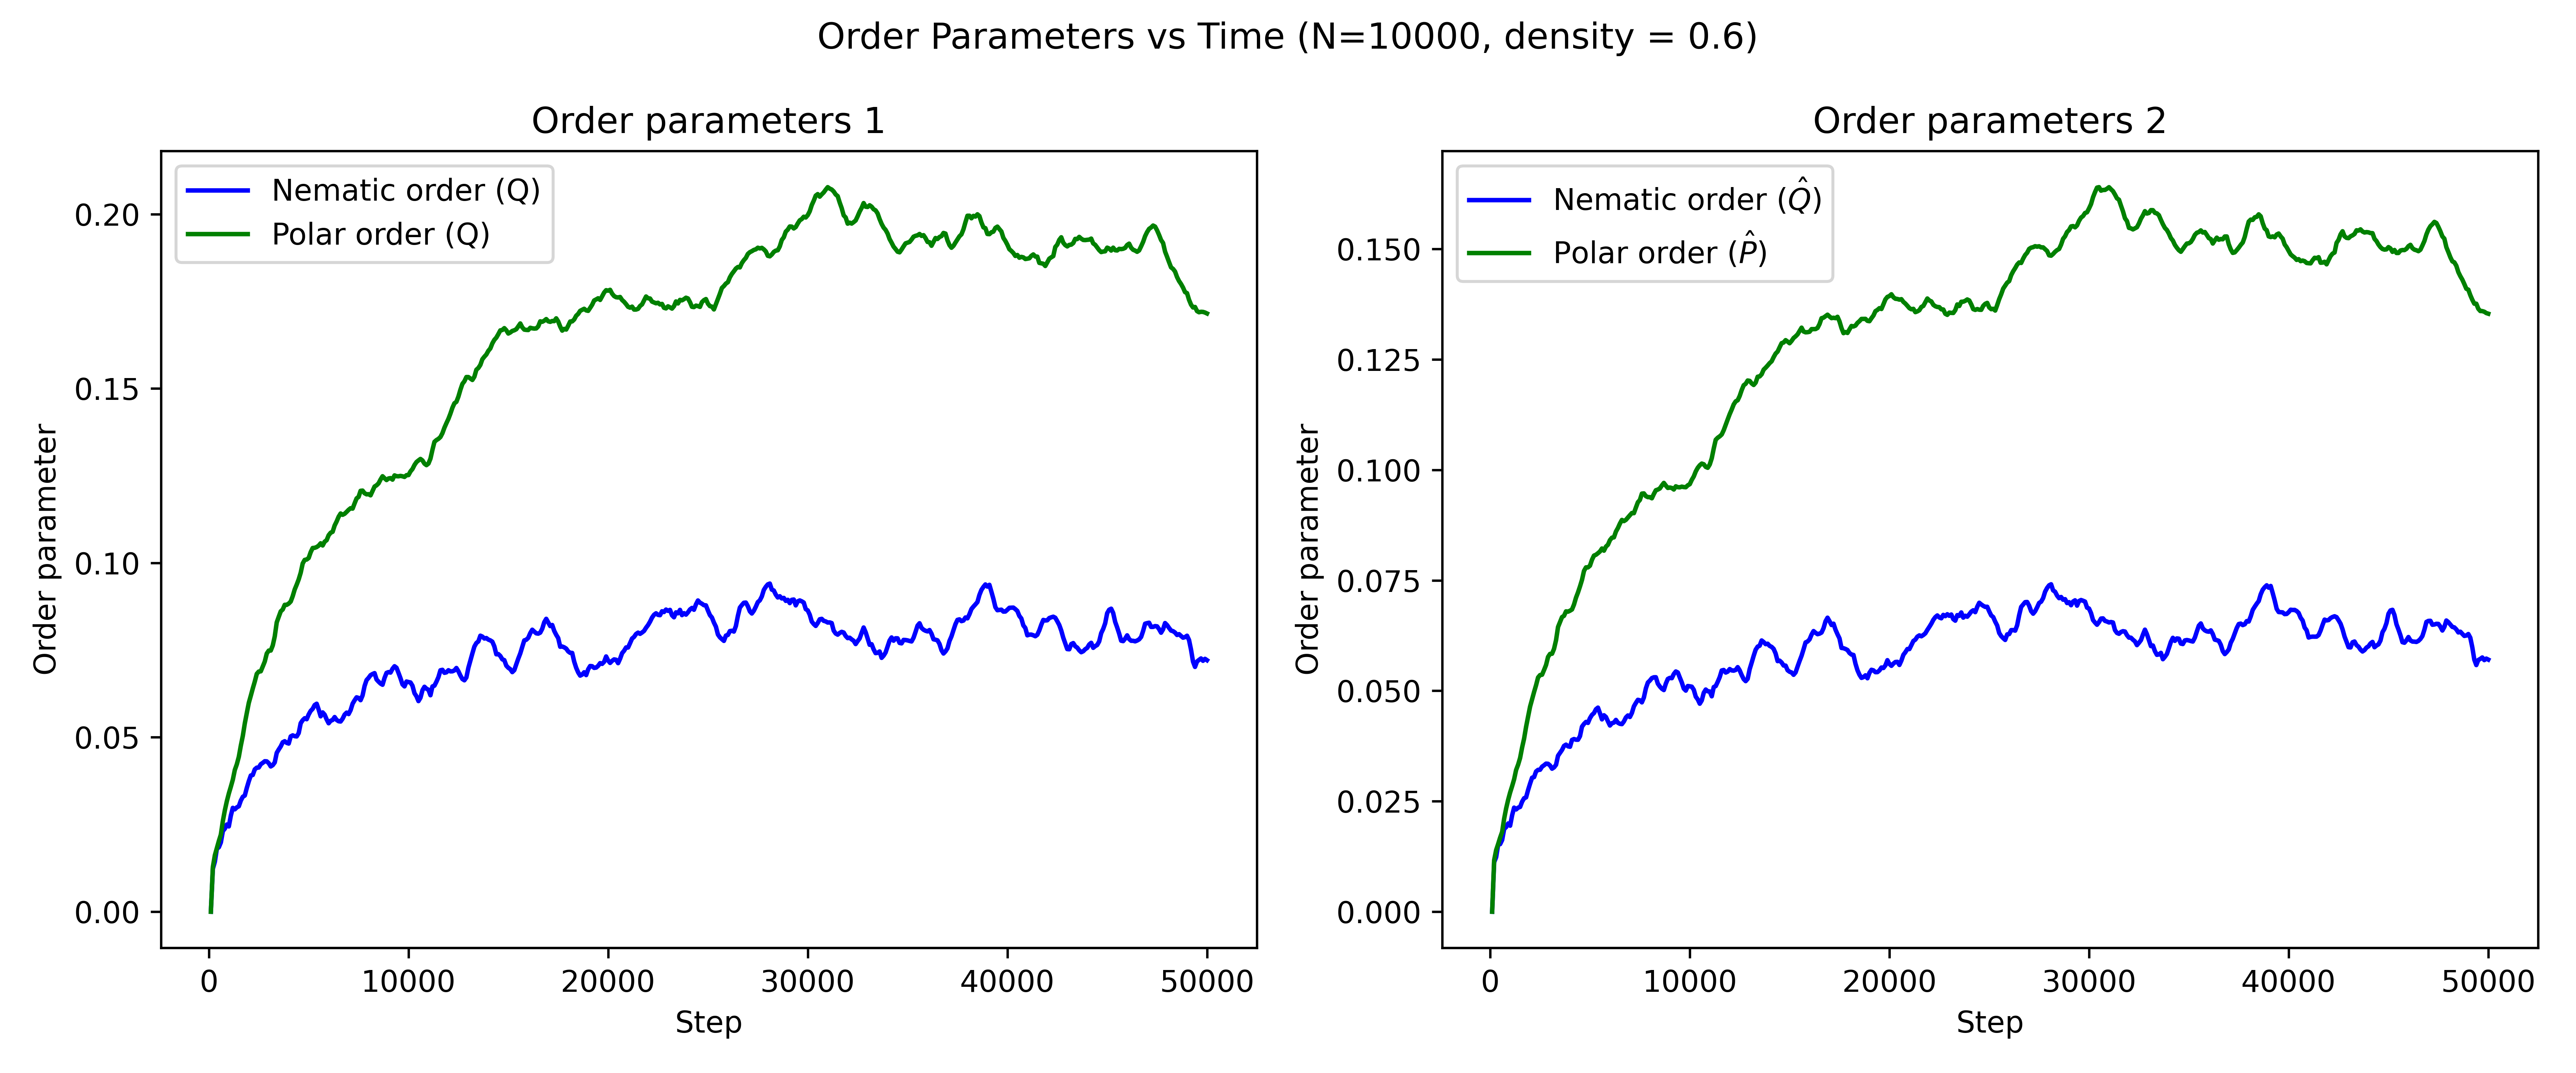 Order Parameters vs Time (N=10000, density = 0.6)
Order parameters 1
Nematic order (Q)
Polar order (Q)
0.20
0.15
0.10
0.05
0.00
Order parameter
0 10000 20000 30000 40000 50000
Step
Order parameters 2
Nematic order (Q̂)
Polar order (P̂)
0.150
0.125
0.100
0.075
0.050
0.025
0.000
Order parameter
0 10000 20000 30000 40000 50000
Step